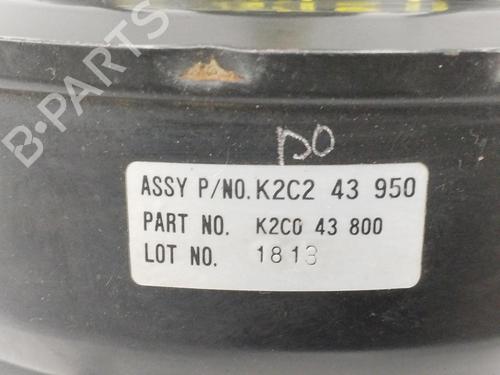 B-PARTS
DO
ASSY P/NO. K2C2 43 950
PART NO. K2C0 43 800
LOT NO. 1813